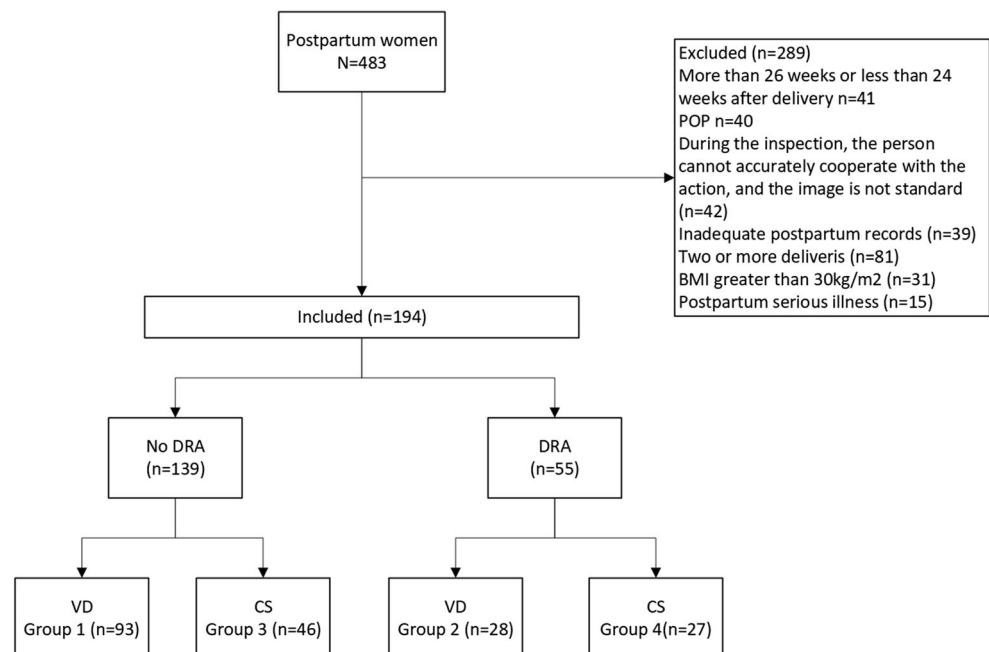 Postpartum women
N=483
Excluded (n=289)
More than 26 weeks or less than 24
weeks after delivery n=41
POP n=40
During the inspection, the person
cannot accurately cooperate with the
action, and the image is not standard
(n=42)
Inadequate postpartum records (n=39)
Two or more deliveris (n=81)
BMI greater than 30kg/m2 (n=31)
Postpartum serious illness (n=15)
Included (n=194)
No DRA
(n=139)
DRA
(n=55)
VD
Group 1 (n=93)
CS
Group 3 (n=46)
VD
Group 2 (n=28)
CS
Group 4(n=27)